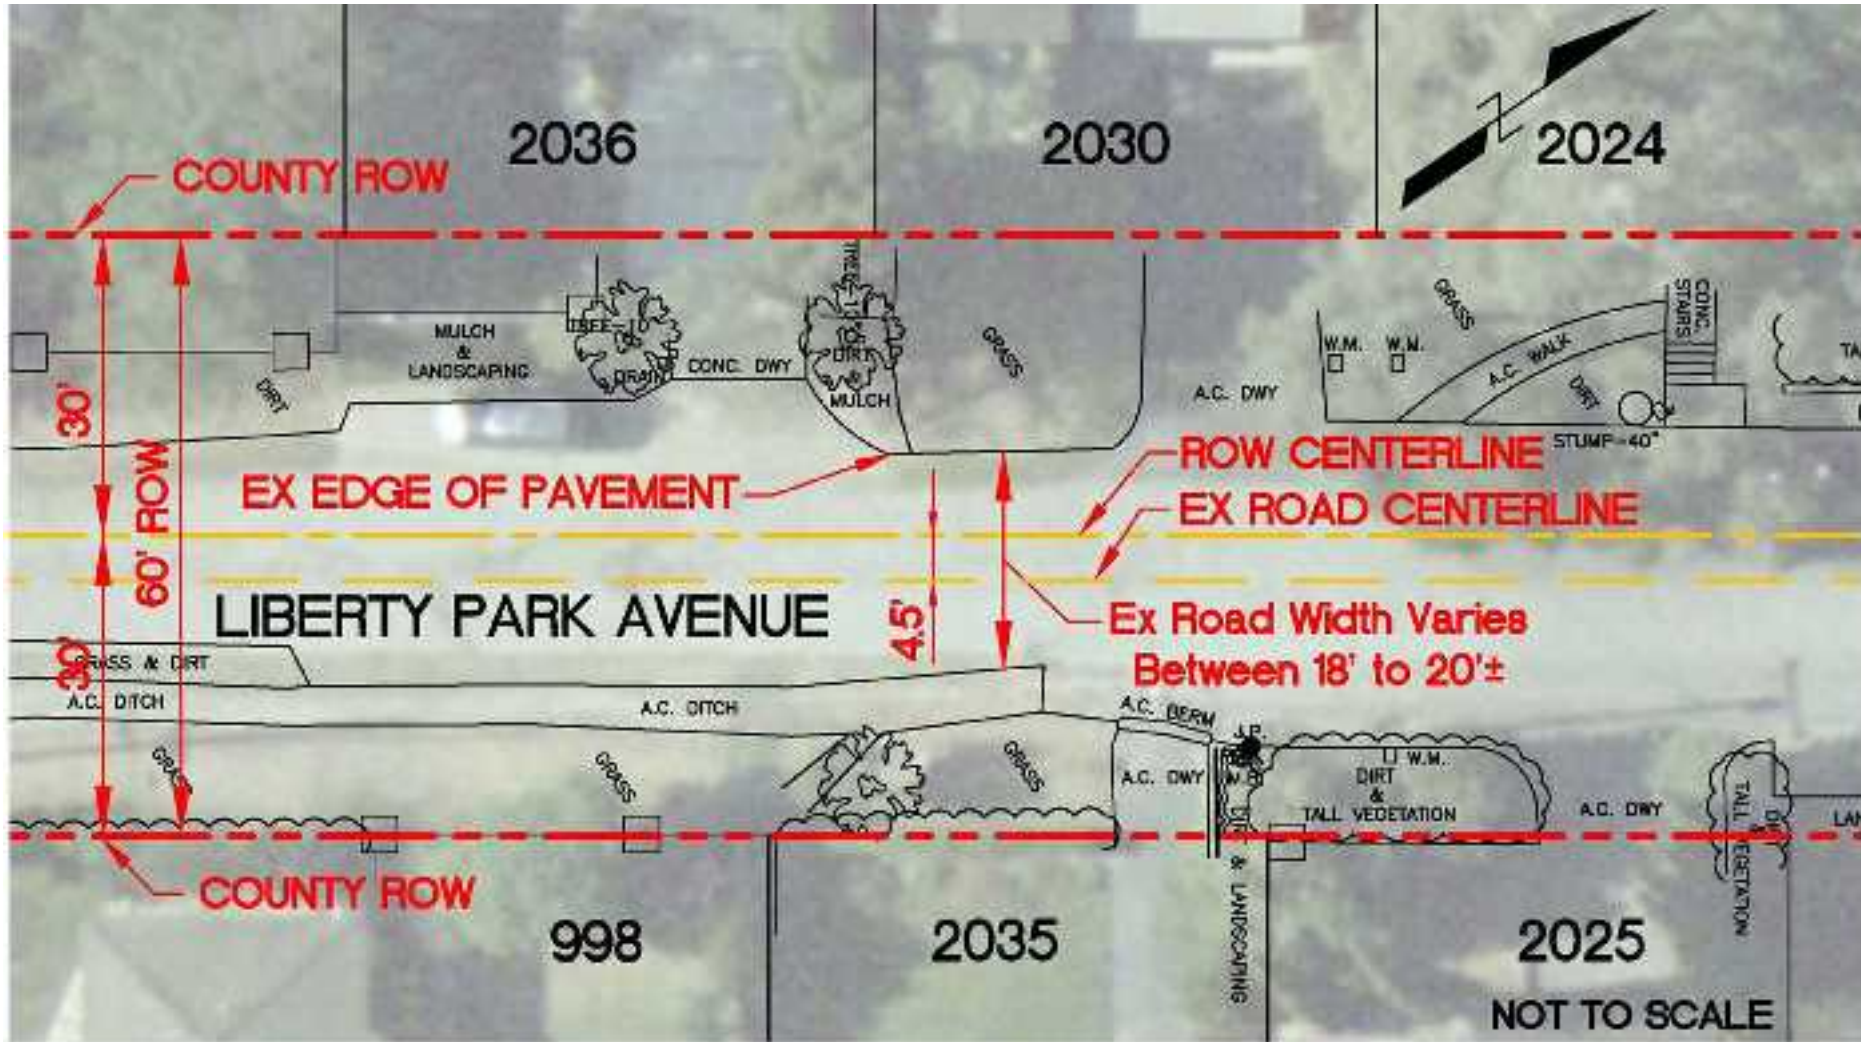 2036
2030
2024
COUNTY ROW
GRASS
CONC.
STAIRS
TREE-10
MULCH
&
LANDSCAPING
DRAIN
CONC. DWY
DIRT
&
MULCH
GRASS
W.M.
W.M.
A.C. WALK
DIRT
DIRT
A.C. DWY
STUMP-40"
30'
60' ROW
EX EDGE OF PAVEMENT
ROW CENTERLINE
EX ROAD CENTERLINE
LIBERTY PARK AVENUE
4.5'
Ex Road Width Varies
Between 18' to 20'±
30'
GRASS & DIRT
A.C. DITCH
A.C. DITCH
A.C. BERM
J.P.
GRASS
GRASS
GRASS
A.C. DWY
W.M.
DIRT
&
TALL VEGETATION
A.C. DWY
TALL VEGETATION
& LANDSCAPING
COUNTY ROW
998
2035
2025
NOT TO SCALE